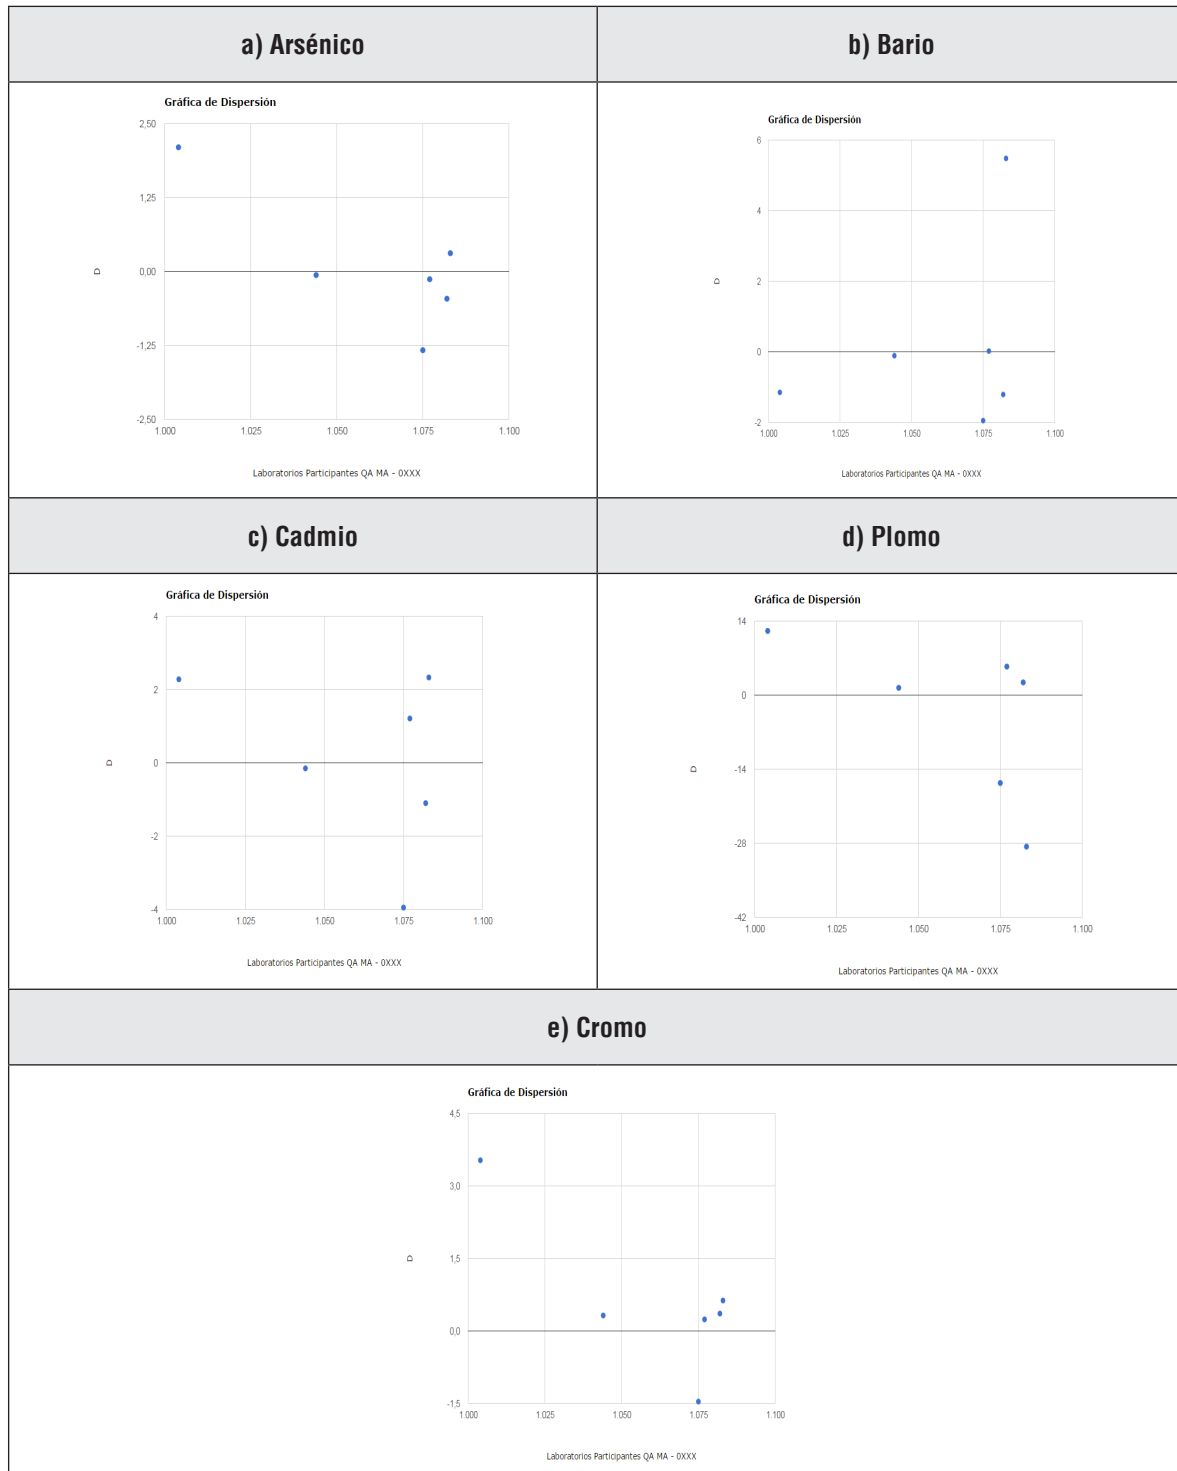 a) Arsénico
b) Bario
Gráfica de Dispersión
2,50
1,25
0,00
-1,25
-2,50
D
1.000 1.025 1.050 1.075 1.100
Laboratorios Participantes QA MA - 0XXX
Gráfica de Dispersión
6
4
2
0
-2
D
1.000 1.025 1.050 1.075 1.100
Laboratorios Participantes QA MA - 0XXX
c) Cadmio
d) Plomo
Gráfica de Dispersión
4
2
0
-2
-4
D
1.000 1.025 1.050 1.075 1.100
Laboratorios Participantes QA MA - 0XXX
Gráfica de Dispersión
14
0
-14
-28
-42
D
1.000 1.025 1.050 1.075 1.100
Laboratorios Participantes QA MA - 0XXX
e) Cromo
Gráfica de Dispersión
4,5
3,0
1,5
0,0
-1,5
D
1.000 1.025 1.050 1.075 1.100
Laboratorios Participantes QA MA - 0XXX